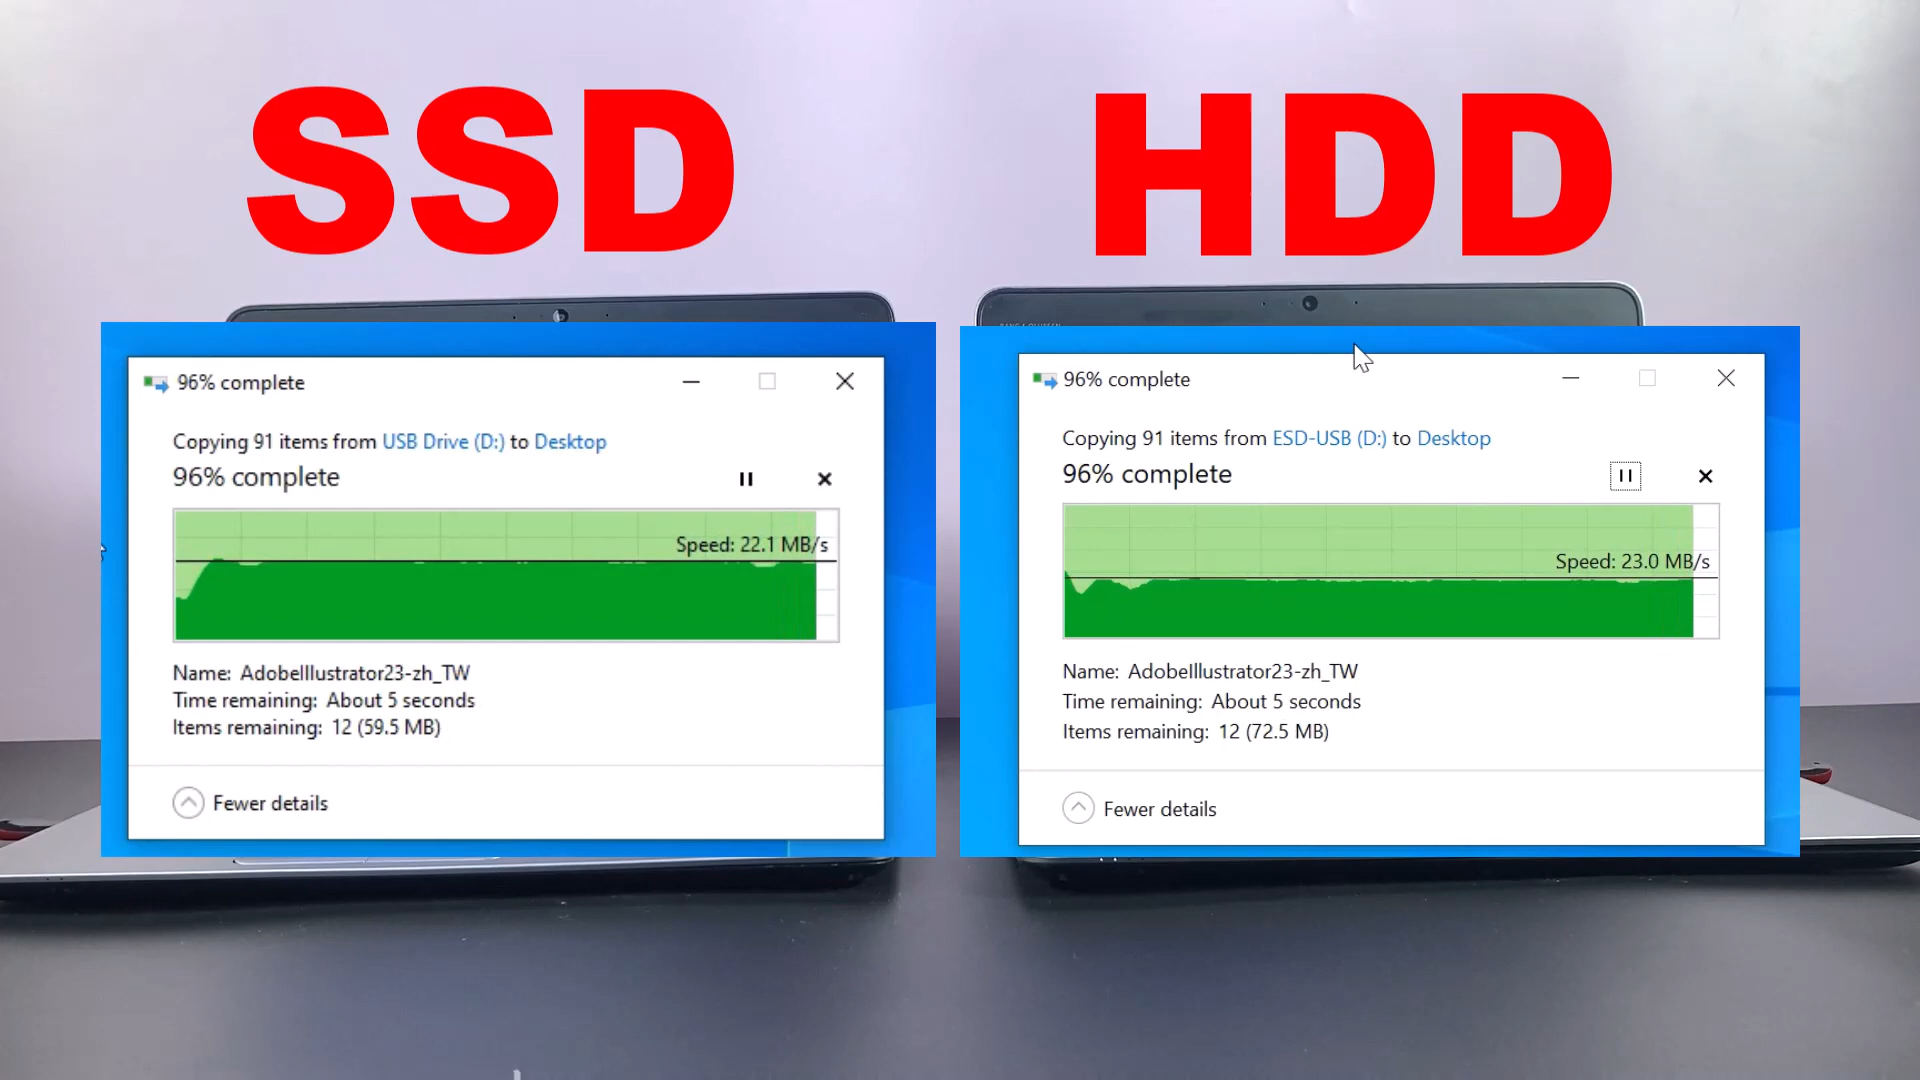 SSD
HDD
96% complete
Copying 91 items from USB Drive (D:) to Desktop
96% complete
Speed: 22.1 MB/s
Name: AdobeIllustrator23-zh_TW
Time remaining: About 5 seconds
Items remaining: 12 (59.5 MB)
Fewer details
96% complete
Copying 91 items from ESD-USB (D:) to Desktop
96% complete
Speed: 23.0 MB/s
Name: AdobeIllustrator23-zh_TW
Time remaining: About 5 seconds
Items remaining: 12 (72.5 MB)
Fewer details